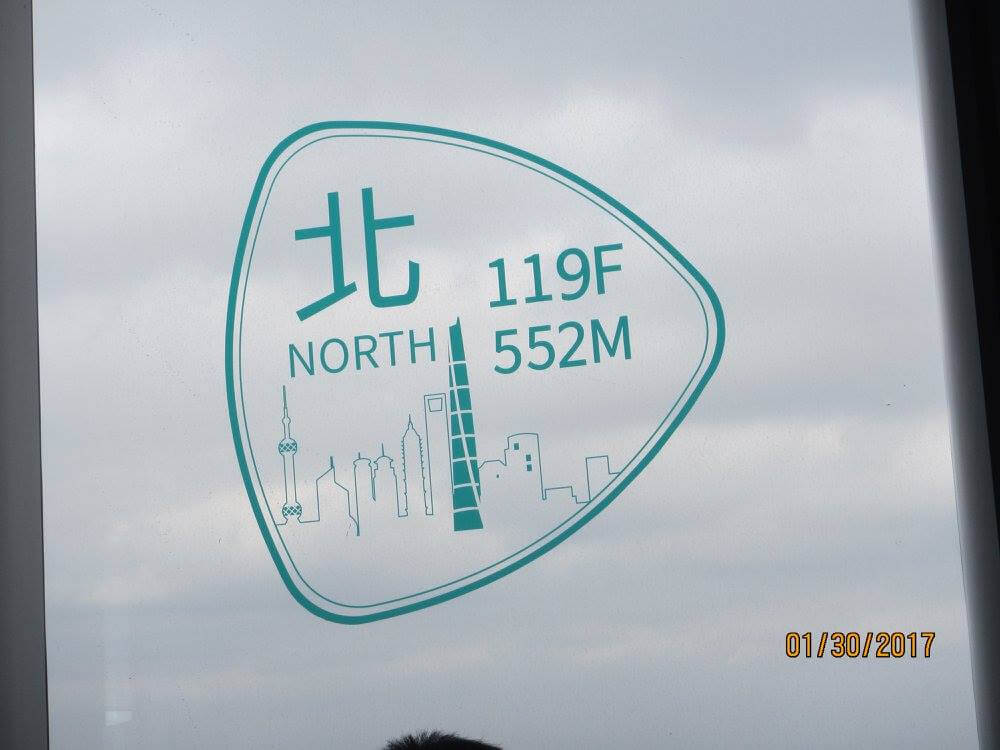 北
NORTH
119F
552M
01/30/2017